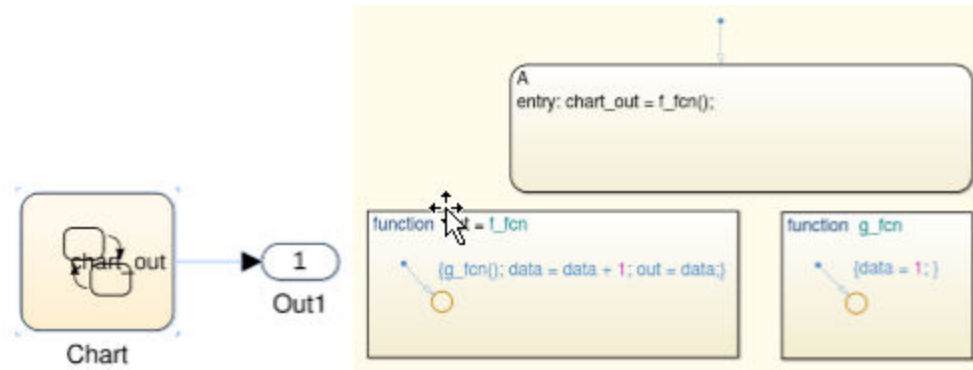 chart_out
1
Out1
Chart
A
entry: chart_out = f_fcn();
function = f_fcn
{g_fcn(); data = data + 1; out = data;}
function g_fcn
{data = 1; }